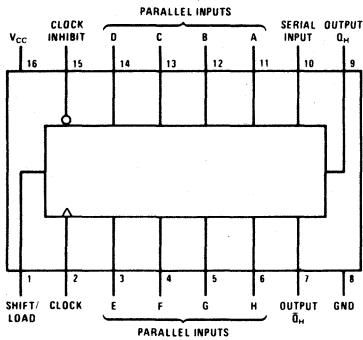 PARALLEL INPUTS
CLOCK SERIAL OUTPUT
VCC INHIBIT D C B A INPUT QH
16 15 14 13 12 11 10 9
1 2 3 4 5 6 7 8
SHIFT/ CLOCK E F G H OUTPUT GND
LOAD Q̄H
PARALLEL INPUTS